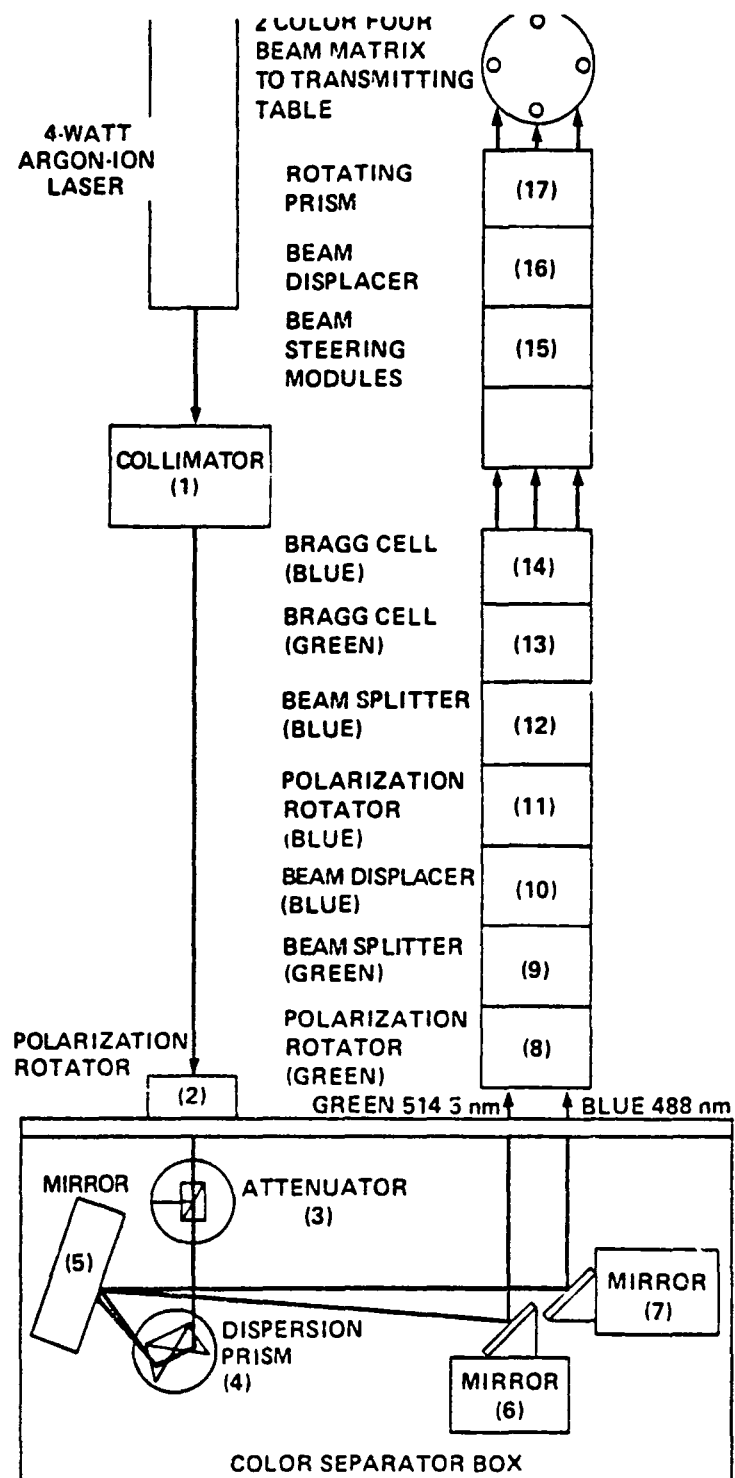 2 COLOR FOUR
BEAM MATRIX
TO TRANSMITTING
TABLE
4-WATT
ARGON-ION
LASER
ROTATING
PRISM
(17)
BEAM
DISPLACER
(16)
BEAM
STEERING
MODULES
(15)
COLLIMATOR
(1)
BRAGG CELL
(BLUE)
(14)
BRAGG CELL
(GREEN)
(13)
BEAM SPLITTER
(BLUE)
(12)
POLARIZATION
ROTATOR
(BLUE)
(11)
BEAM DISPLACER
(BLUE)
(10)
BEAM SPLITTER
(GREEN)
(9)
POLARIZATION
ROTATOR
(GREEN)
(8)
POLARIZATION
ROTATOR
(2)
GREEN 514 3 nm
BLUE 488 nm
MIRROR
(5)
ATTENUATOR
(3)
DISPERSION
PRISM
(4)
MIRROR
(7)
MIRROR
(6)
COLOR SEPARATOR BOX